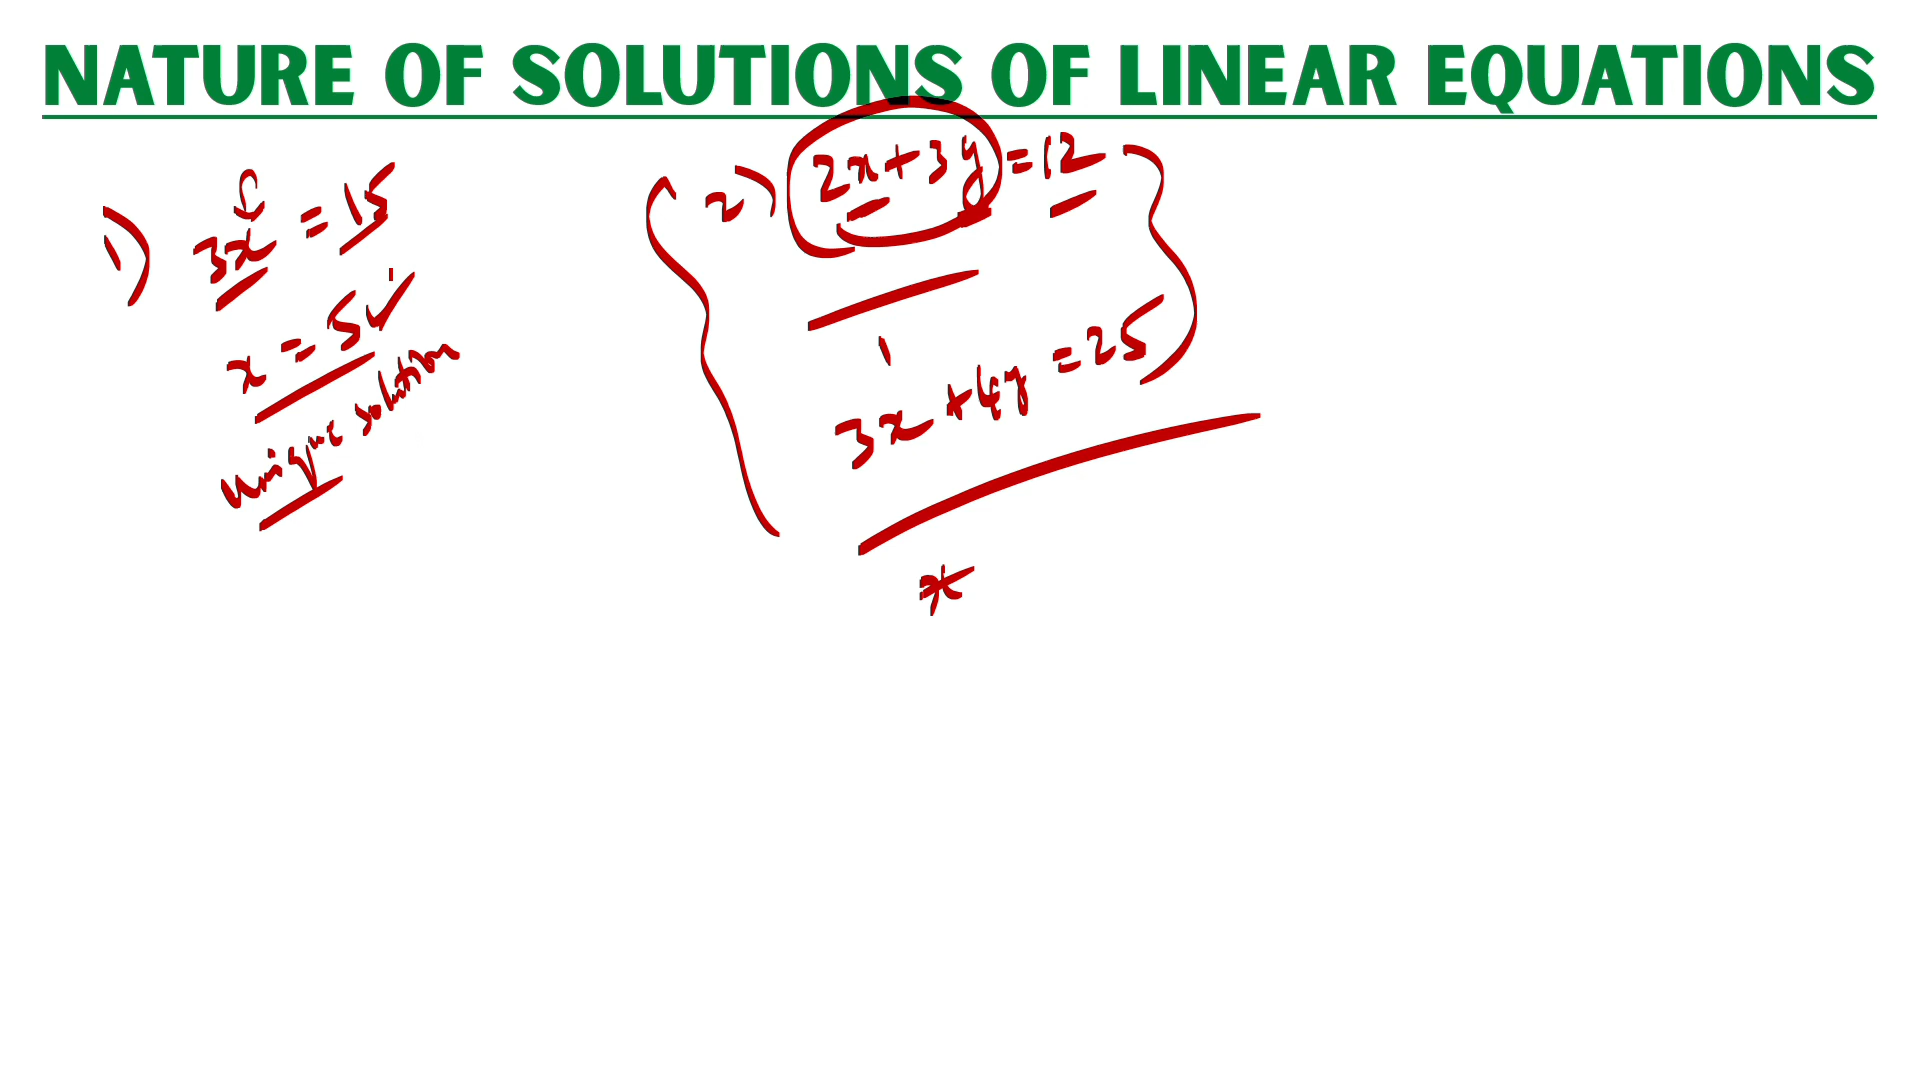 NATURE OF SOLUTIONS OF LINEAR EQUATIONS
1) 3x = 15
x = 5 ✓
unique solution
2) 2x + 3y = 12
1
3x + 4y = 25
x